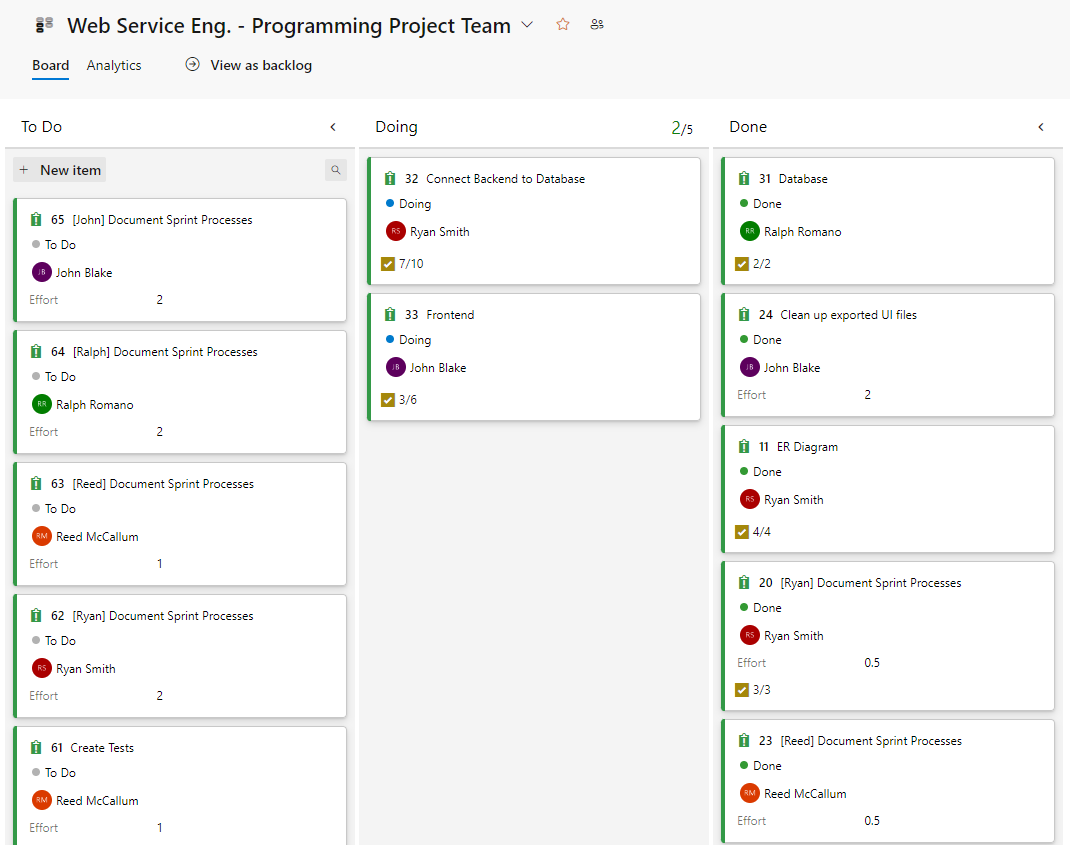 Web Service Eng. - Programming Project Team
Board Analytics View as backlog
To Do
+ New item
65 [John] Document Sprint Processes
To Do
JB John Blake
Effort 2
64 [Ralph] Document Sprint Processes
To Do
RR Ralph Romano
Effort 2
63 [Reed] Document Sprint Processes
To Do
RM Reed McCallum
Effort 1
62 [Ryan] Document Sprint Processes
To Do
RS Ryan Smith
Effort 2
61 Create Tests
To Do
RM Reed McCallum
Effort 1
Doing 2/5
32 Connect Backend to Database
Doing
RS Ryan Smith
7/10
33 Frontend
Doing
JB John Blake
3/6
Done
31 Database
Done
RR Ralph Romano
2/2
24 Clean up exported UI files
Done
JB John Blake
Effort 2
11 ER Diagram
Done
RS Ryan Smith
4/4
20 [Ryan] Document Sprint Processes
Done
RS Ryan Smith
Effort 0.5
3/3
23 [Reed] Document Sprint Processes
Done
RM Reed McCallum
Effort 0.5